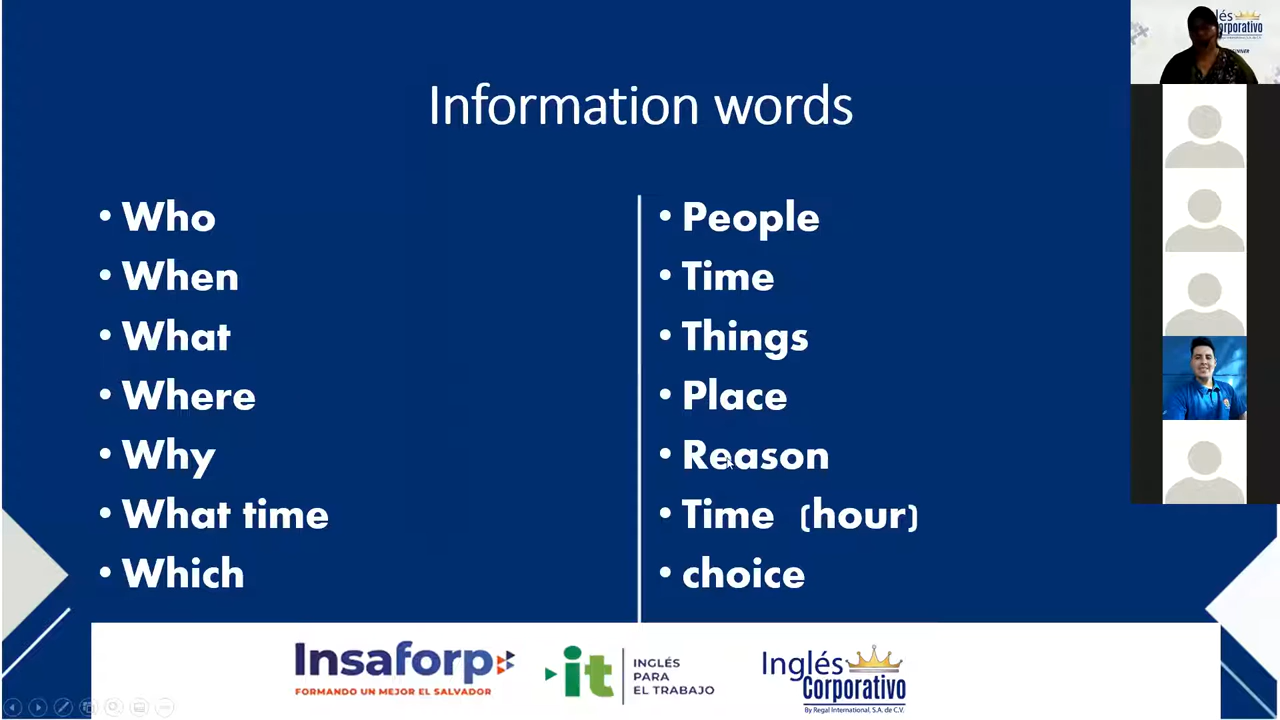 Information words
• Who
• When
• What
• Where
• Why
• What time
• Which
• People
• Time
• Things
• Place
• Reason
• Time (hour)
• choice
Insaforp
FORMANDO UN MEJOR EL SALVADOR
it
INGLÉS
PARA
EL TRABAJO
Inglés
Corporativo
By Regal International, S.A. de C.V.